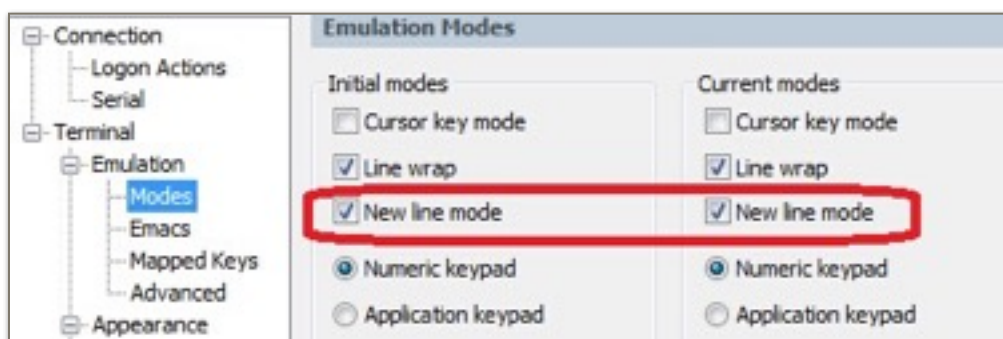 Connection
Logon Actions
Serial
Terminal
Emulation
Modes
Emacs
Mapped Keys
Advanced
Appearance
Emulation Modes
Initial modes
Cursor key mode
Line wrap
New line mode
Numeric keypad
Application keypad
Current modes
Cursor key mode
Line wrap
New line mode
Numeric keypad
Application keypad